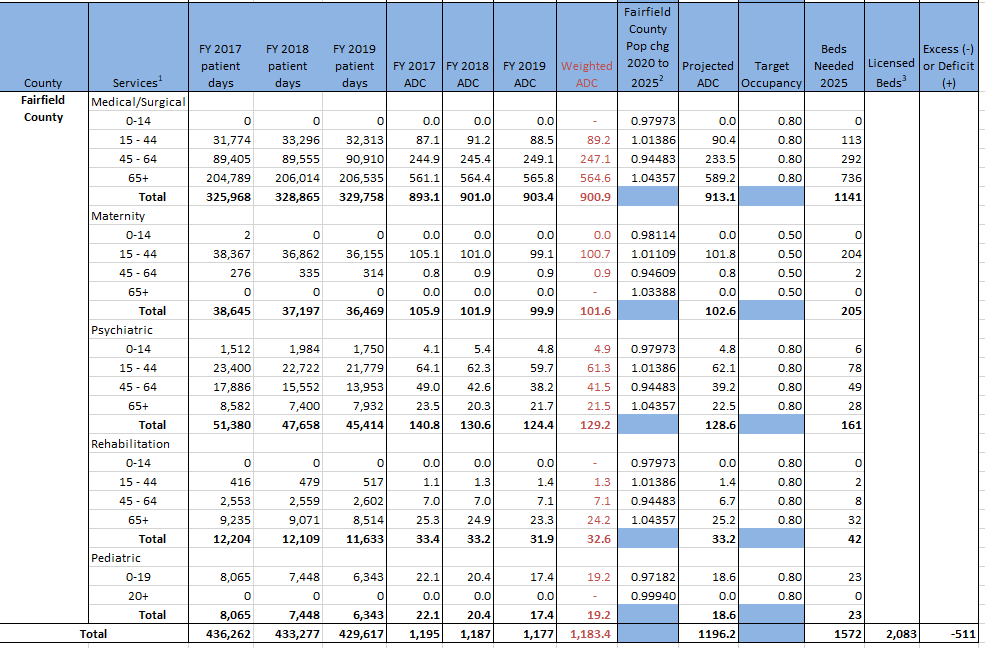 County Services1 FY 2017 patient days FY 2018 patient days FY 2019 patient days FY 2017 ADC FY 2018 ADC FY 2019 ADC Weighted ADC Fairfield County Pop chg 2020 to 20252 Projected ADC Target Occupancy Beds Needed 2025 Licensed Beds3 Excess (-) or Deficit (+)
Fairfield County Medical/Surgical
0-14 0 0 0 0.0 0.0 0.0 - 0.97973 0.0 0.80 0
15 - 44 31,774 33,296 32,313 87.1 91.2 88.5 89.2 1.01386 90.4 0.80 113
45 - 64 89,405 89,555 90,910 244.9 245.4 249.1 247.1 0.94483 233.5 0.80 292
65+ 204,789 206,014 206,535 561.1 564.4 565.8 564.6 1.04357 589.2 0.80 736
Total 325,968 328,865 329,758 893.1 901.0 903.4 900.9 913.1 1141
Maternity
0-14 2 0 0 0.0 0.0 0.0 0.0 0.98114 0.0 0.50 0
15 - 44 38,367 36,862 36,155 105.1 101.0 99.1 100.7 1.01109 101.8 0.50 204
45 - 64 276 335 314 0.8 0.9 0.9 0.9 0.94609 0.8 0.50 2
65+ 0 0 0 0.0 0.0 0.0 - 1.03388 0.0 0.50 0
Total 38,645 37,197 36,469 105.9 101.9 99.9 101.6 102.6 205
Psychiatric
0-14 1,512 1,984 1,750 4.1 5.4 4.8 4.9 0.97973 4.8 0.80 6
15 - 44 23,400 22,722 21,779 64.1 62.3 59.7 61.3 1.01386 62.1 0.80 78
45 - 64 17,886 15,552 13,953 49.0 42.6 38.2 41.5 0.94483 39.2 0.80 49
65+ 8,582 7,400 7,932 23.5 20.3 21.7 21.5 1.04357 22.5 0.80 28
Total 51,380 47,658 45,414 140.8 130.6 124.4 129.2 128.6 161
Rehabilitation
0-14 0 0 0 0.0 0.0 0.0 - 0.97973 0.0 0.80 0
15 - 44 416 479 517 1.1 1.3 1.4 1.3 1.01386 1.4 0.80 2
45 - 64 2,553 2,559 2,602 7.0 7.0 7.1 7.1 0.94483 6.7 0.80 8
65+ 9,235 9,071 8,514 25.3 24.9 23.3 24.2 1.04357 25.2 0.80 32
Total 12,204 12,109 11,633 33.4 33.2 31.9 32.6 33.2 42
Pediatric
0-19 8,065 7,448 6,343 22.1 20.4 17.4 19.2 0.97182 18.6 0.80 23
20+ 0 0 0 0.0 0.0 0.0 - 0.99940 0.0 0.80 0
Total 8,065 7,448 6,343 22.1 20.4 17.4 19.2 18.6 23
Total 436,262 433,277 429,617 1,195 1,187 1,177 1,183.4 1196.2 1572 2,083 -511